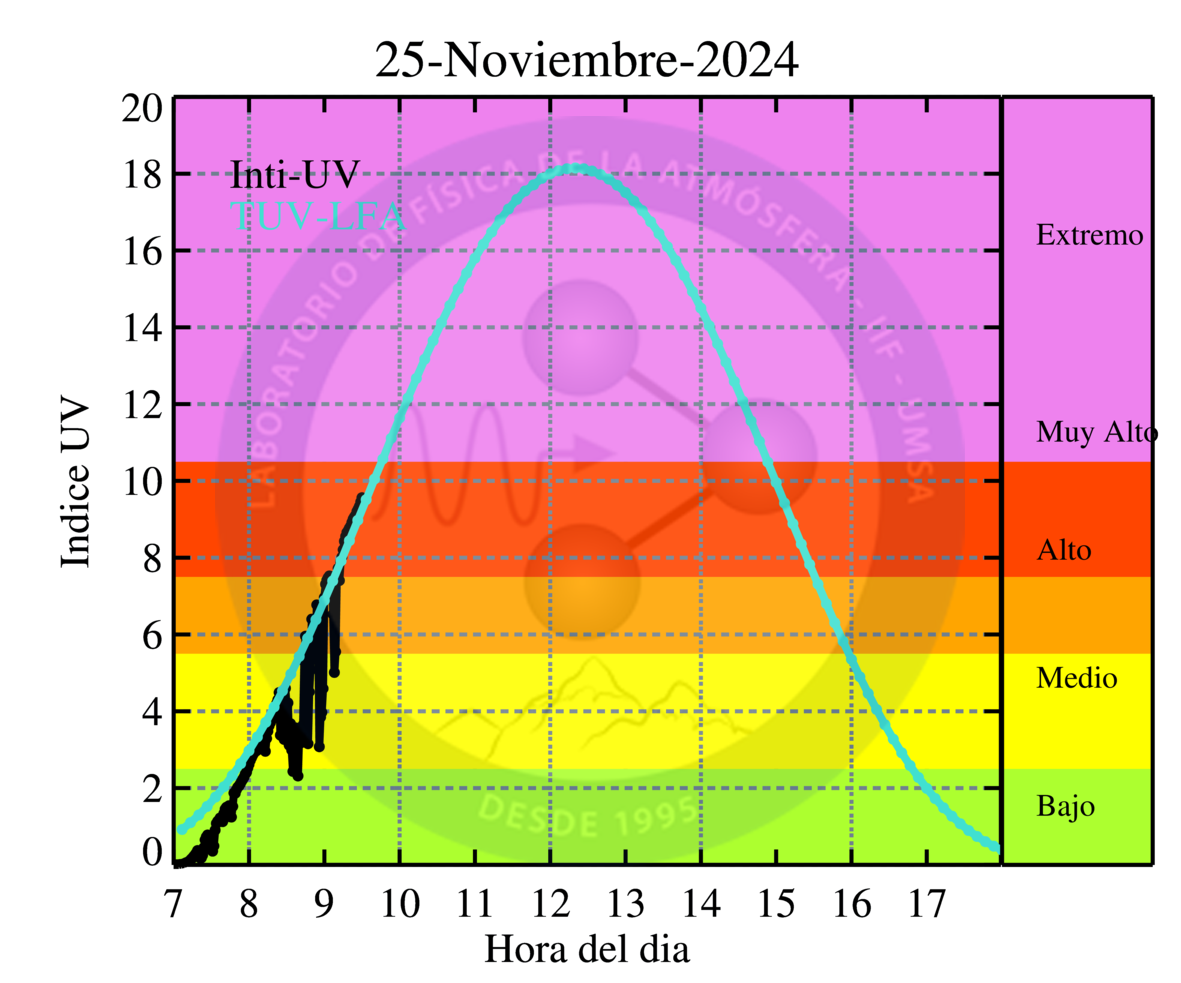 25-Noviembre-2024
20
18
16
14
12
10
8
6
4
2
0
Indice UV
Inti-UV
TUV-LFA
LABORATORIO DE FÍSICA DE LA ATMÓSFERA - IIF - UMSA
DESDE 1995
Extremo
Muy Alto
Alto
Medio
Bajo
7 8 9 10 11 12 13 14 15 16 17
Hora del dia